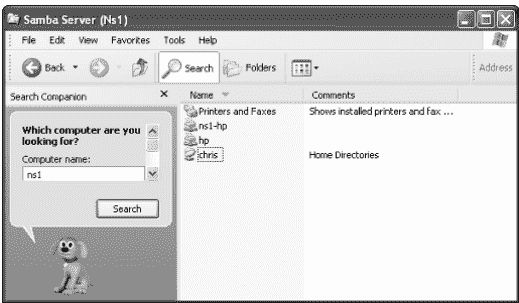 Samba Server (Ns1)
File Edit View Favorites Tools Help
Back Search Folders Address
Search Companion
Name Comments
Which computer are you looking for?
Computer name:
ns1
Search
Printers and Faxes Shows installed printers and fax ...
ns1-hp
hp
chris Home Directories